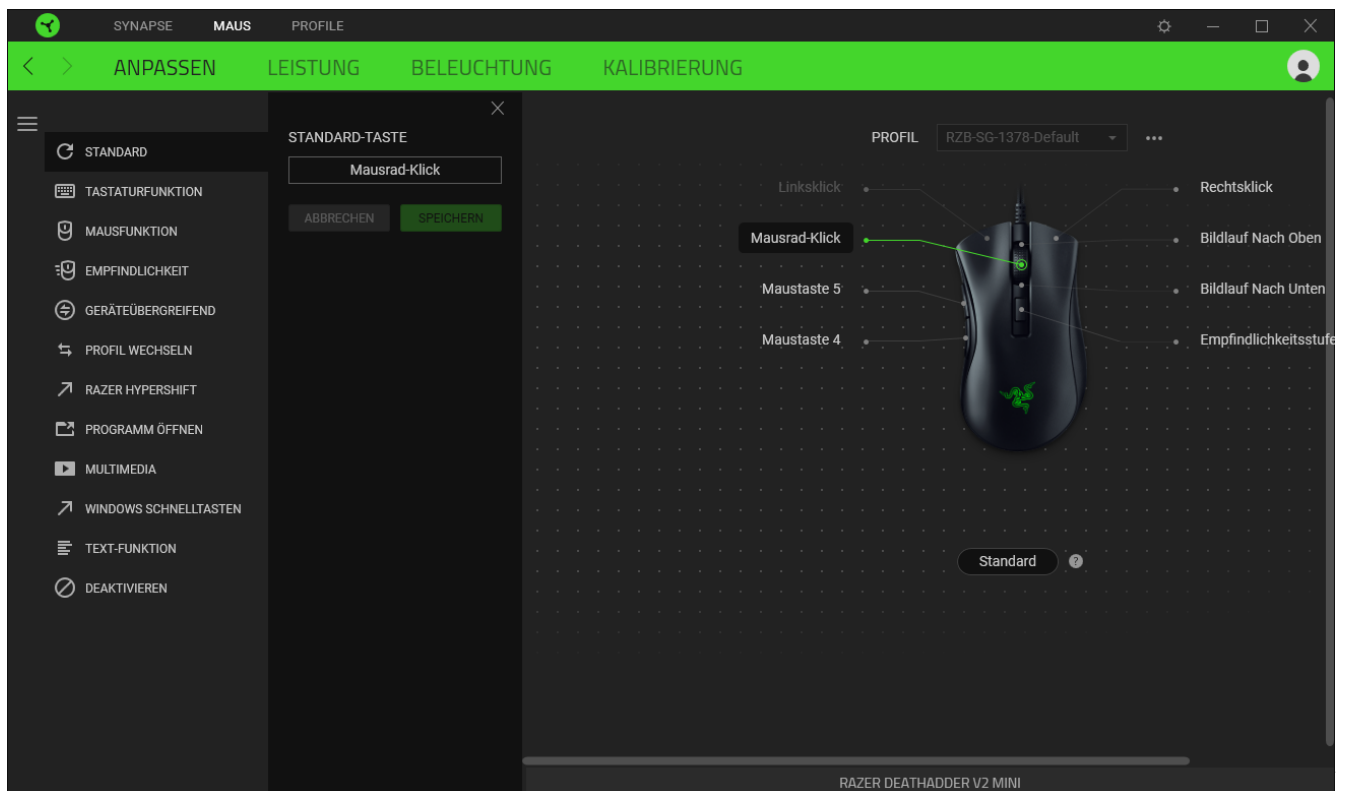 SYNAPSE MAUS PROFILE
ANPASSEN LEISTUNG BELEUCHTUNG KALIBRIERUNG
STANDARD
TASTATURFUNKTION
MAUSFUNKTION
EMPFINDLICHKEIT
GERÄTEÜBERGREIFEND
PROFIL WECHSELN
RAZER HYPERSHIFT
PROGRAMM ÖFFNEN
MULTIMEDIA
WINDOWS SCHNELLTASTEN
TEXT-FUNKTION
DEAKTIVIEREN
STANDARD-TASTE
Mausrad-Klick
ABBRECHEN SPEICHERN
PROFIL RZB-SG-1378-Default
Linksklick Rechtsklick
Mausrad-Klick Bildlauf Nach Oben
Maustaste 5 Bildlauf Nach Unten
Maustaste 4 Empfindlichkeitsstufe
Standard ?
RAZER DEATHADDER V2 MINI